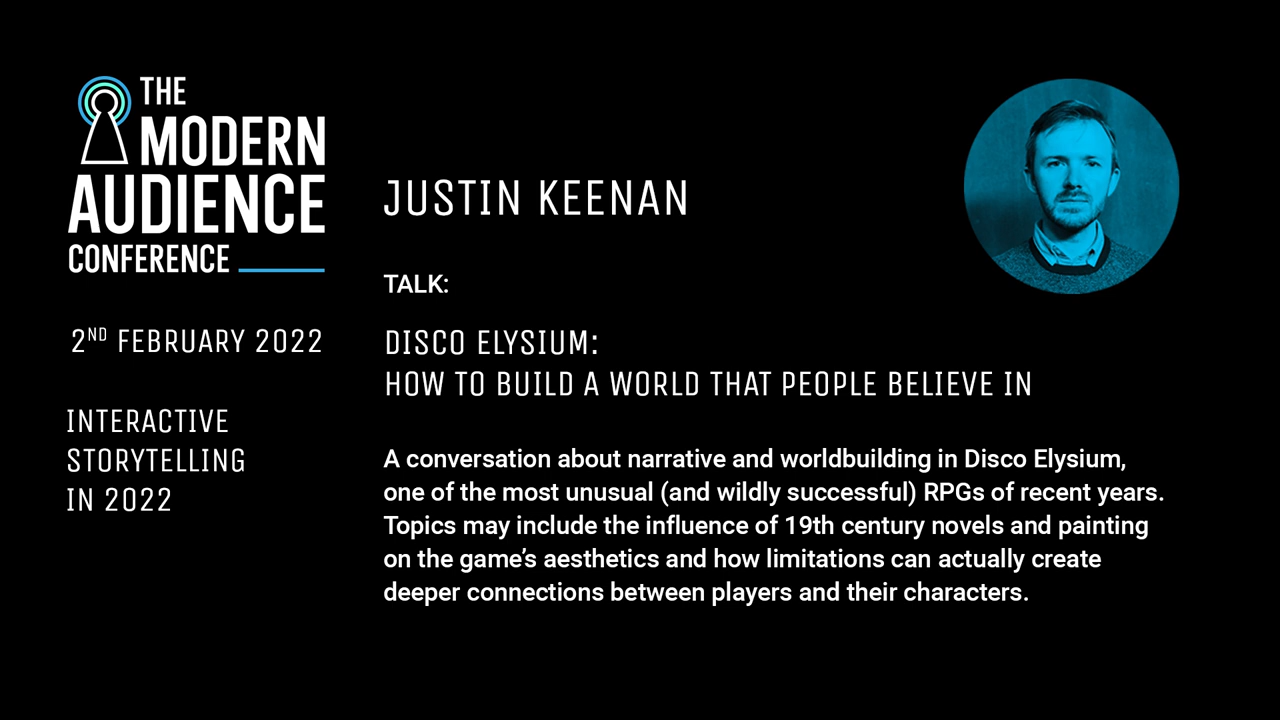 THE
MODERN
AUDIENCE
CONFERENCE
2ND FEBRUARY 2022
INTERACTIVE
STORYTELLING
IN 2022
JUSTIN KEENAN
TALK:
DISCO ELYSIUM:
HOW TO BUILD A WORLD THAT PEOPLE BELIEVE IN
A conversation about narrative and worldbuilding in Disco Elysium,
one of the most unusual (and wildly successful) RPGs of recent years.
Topics may include the influence of 19th century novels and painting
on the game’s aesthetics and how limitations can actually create
deeper connections between players and their characters.